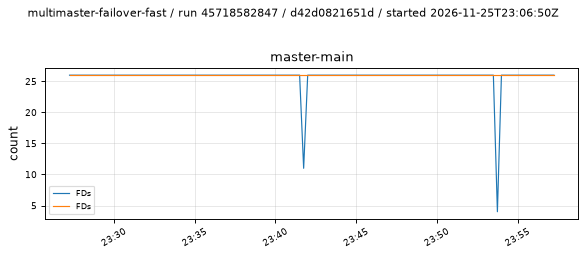 multimaster-failover-fast / run 45718582847 / d42d0821651d / started 2026-11-25T23:06:50Z
master-main
count
25
20
15
10
5
FDs
FDs
23:30
23:35
23:40
23:45
23:50
23:55